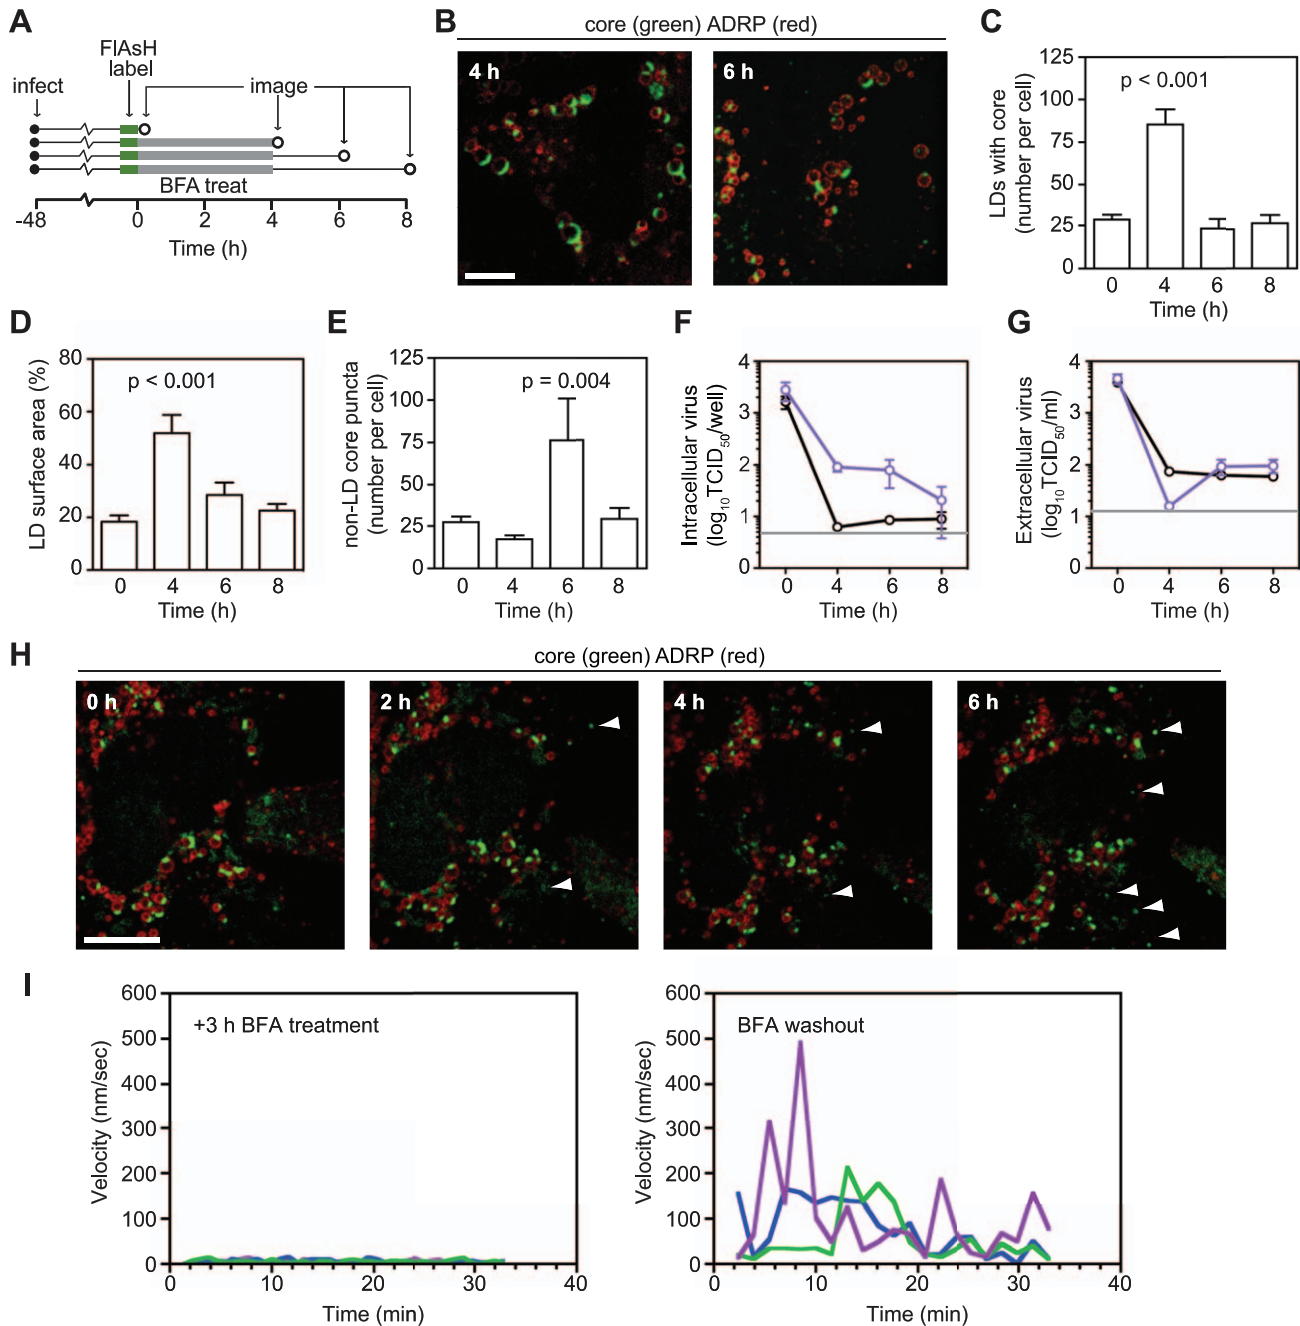 A
FlAsH
label
infect
image
BFA treat
-48
0
2
4
6
8
Time (h)
B
core (green) ADRP (red)
4 h
6 h
C
LDs with core
(number per cell)
125
100
75
50
25
0
p < 0.001
0
4
6
8
Time (h)
D
LD surface area (%)
80
60
40
20
0
p < 0.001
0
4
6
8
Time (h)
E
non-LD core puncta
(number per cell)
125
100
75
50
25
0
p = 0.004
0
4
6
8
Time (h)
F
Intracellular virus
(log10TCID50/well)
4
3
2
1
0
0
4
6
8
Time (h)
G
Extracellular virus
(log10TCID50/ml)
4
3
2
1
0
0
4
6
8
Time (h)
H
core (green) ADRP (red)
0 h
2 h
4 h
6 h
I
Velocity (nm/sec)
600
500
400
300
200
100
0
+3 h BFA treatment
0
10
20
30
40
Time (min)
Velocity (nm/sec)
600
500
400
300
200
100
0
BFA washout
0
10
20
30
40
Time (min)